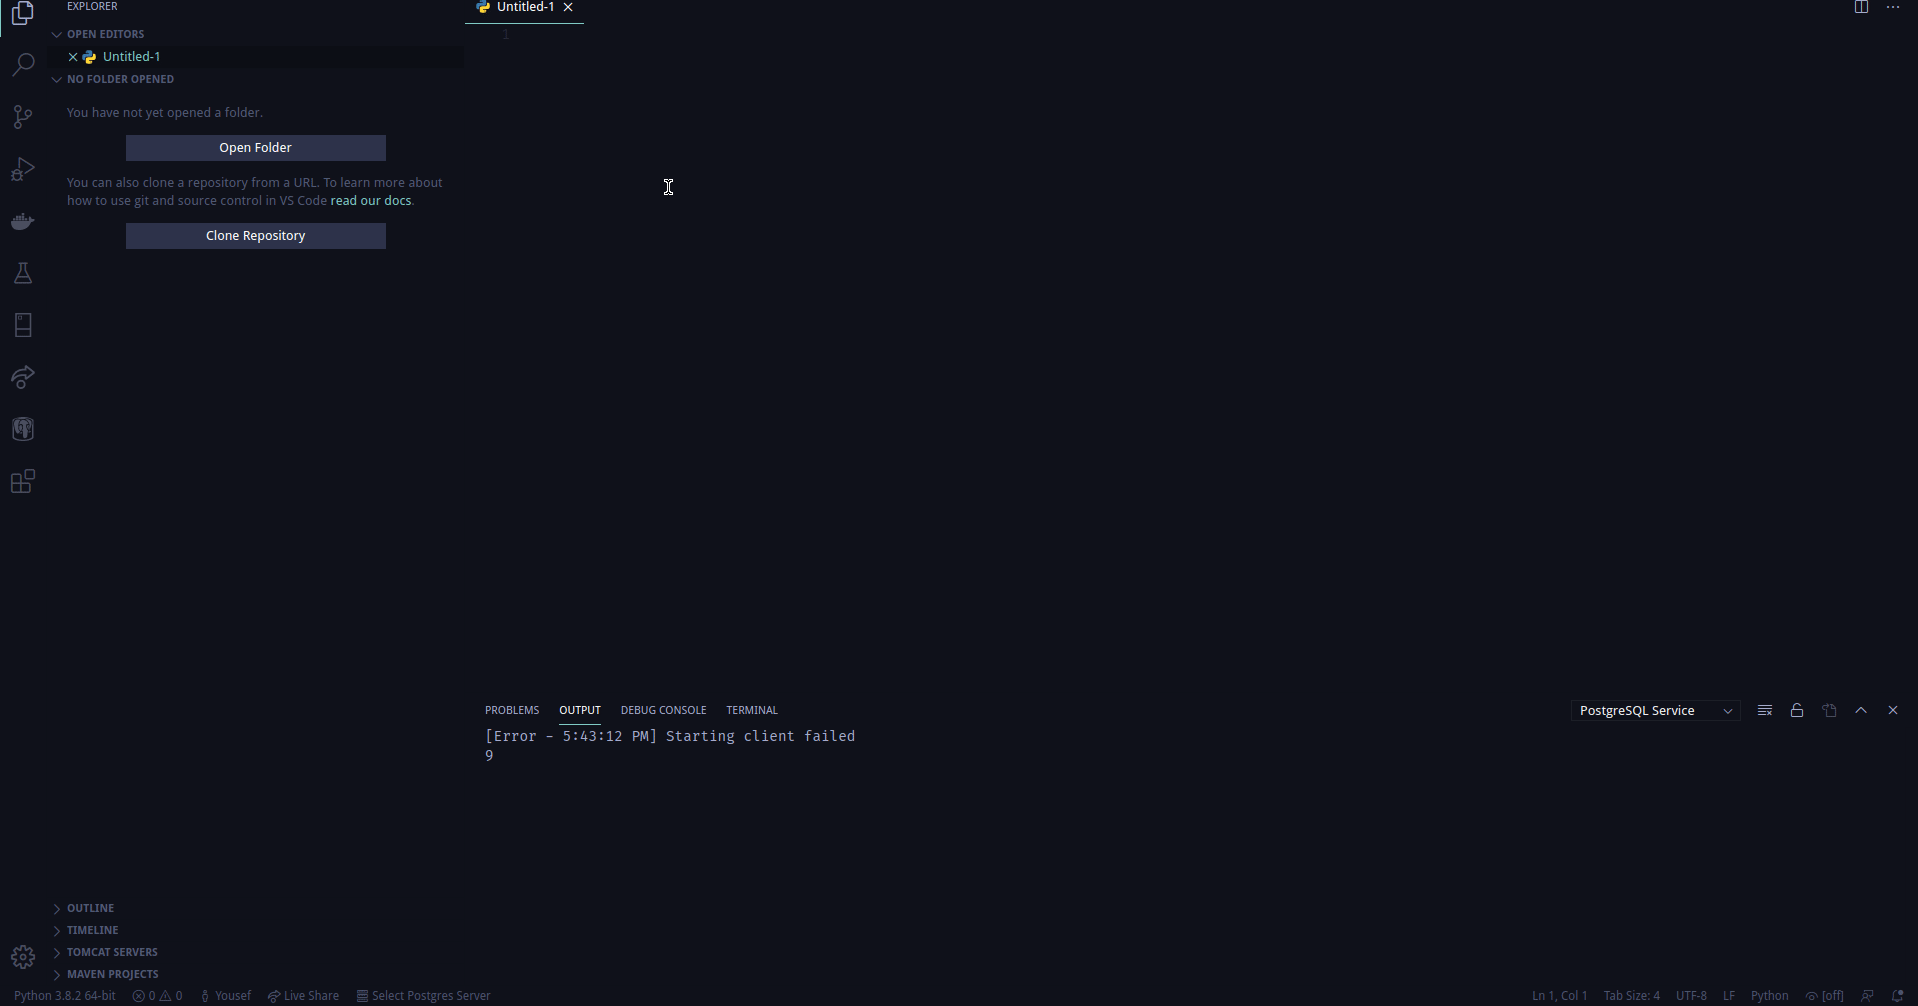 EXPLORER
OPEN EDITORS
Untitled-1
NO FOLDER OPENED
You have not yet opened a folder.
Open Folder
You can also clone a repository from a URL. To learn more about
how to use git and source control in VS Code read our docs.
Clone Repository
OUTLINE
TIMELINE
TOMCAT SERVERS
MAVEN PROJECTS
Untitled-1
1
PROBLEMS OUTPUT DEBUG CONSOLE TERMINAL
PostgreSQL Service
[Error - 5:43:12 PM] Starting client failed
9
Python 3.8.2 64-bit 0 0 Yousef Live Share Select Postgres Server Ln 1, Col 1 Tab Size: 4 UTF-8 LF Python [off]